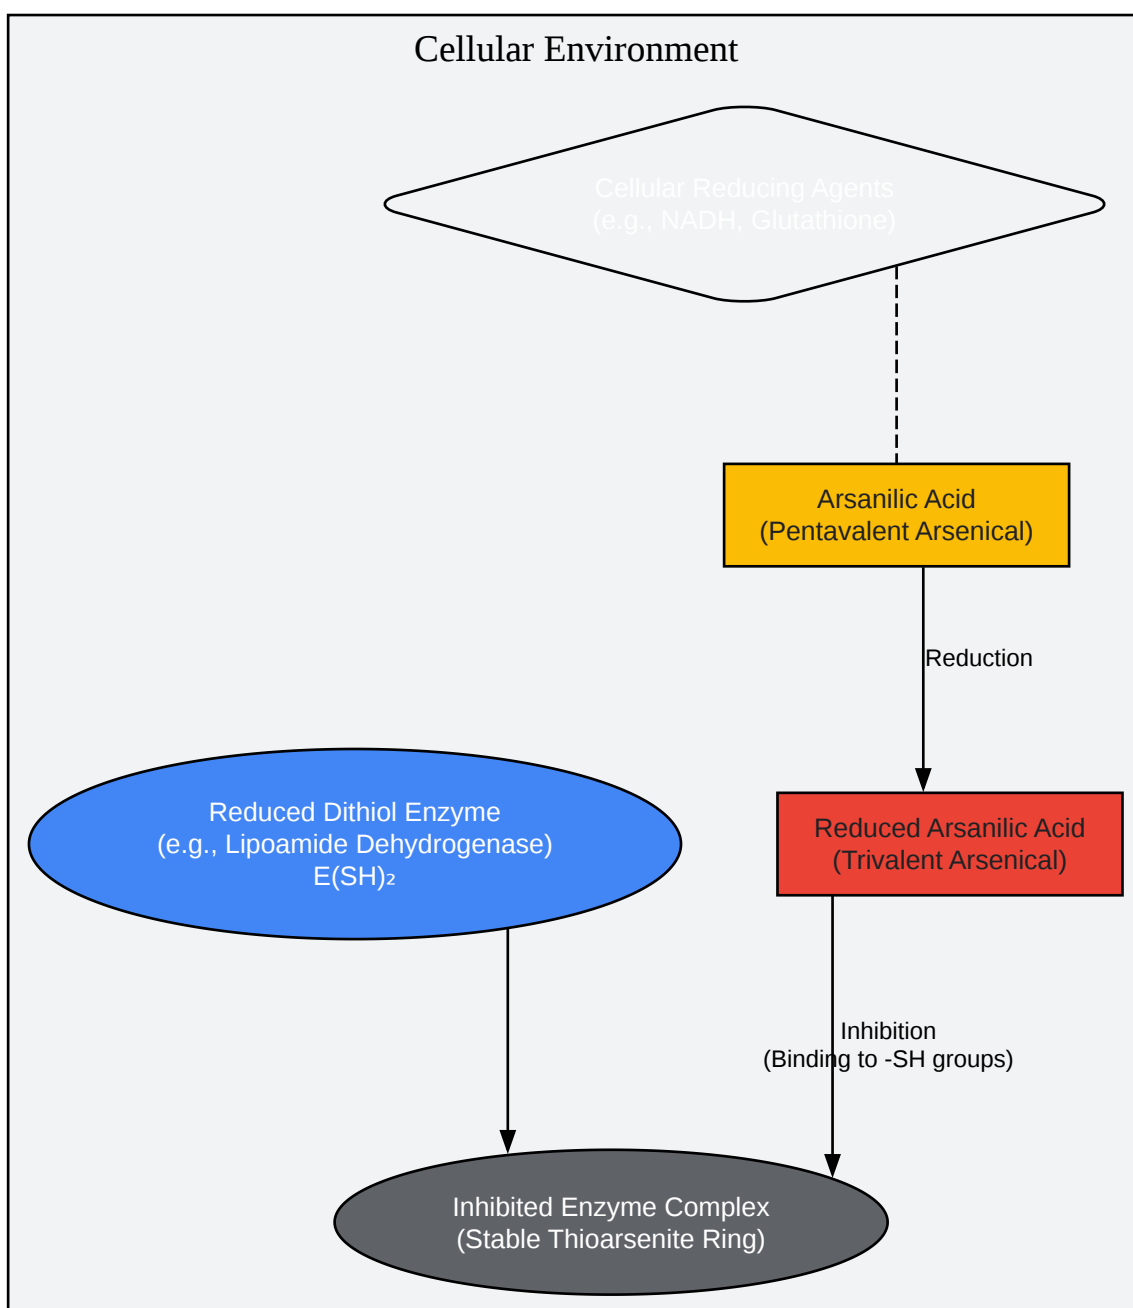 Cellular Environment
Cellular Reducing Agents
(e.g., NADH, Glutathione)
Arsanilic Acid
(Pentavalent Arsenical)
Reduction
Reduced Dithiol Enzyme
(e.g., Lipoamide Dehydrogenase)
E(SH)₂
Reduced Arsanilic Acid
(Trivalent Arsenical)
Inhibition
(Binding to -SH groups)
Inhibited Enzyme Complex
(Stable Thioarsenite Ring)